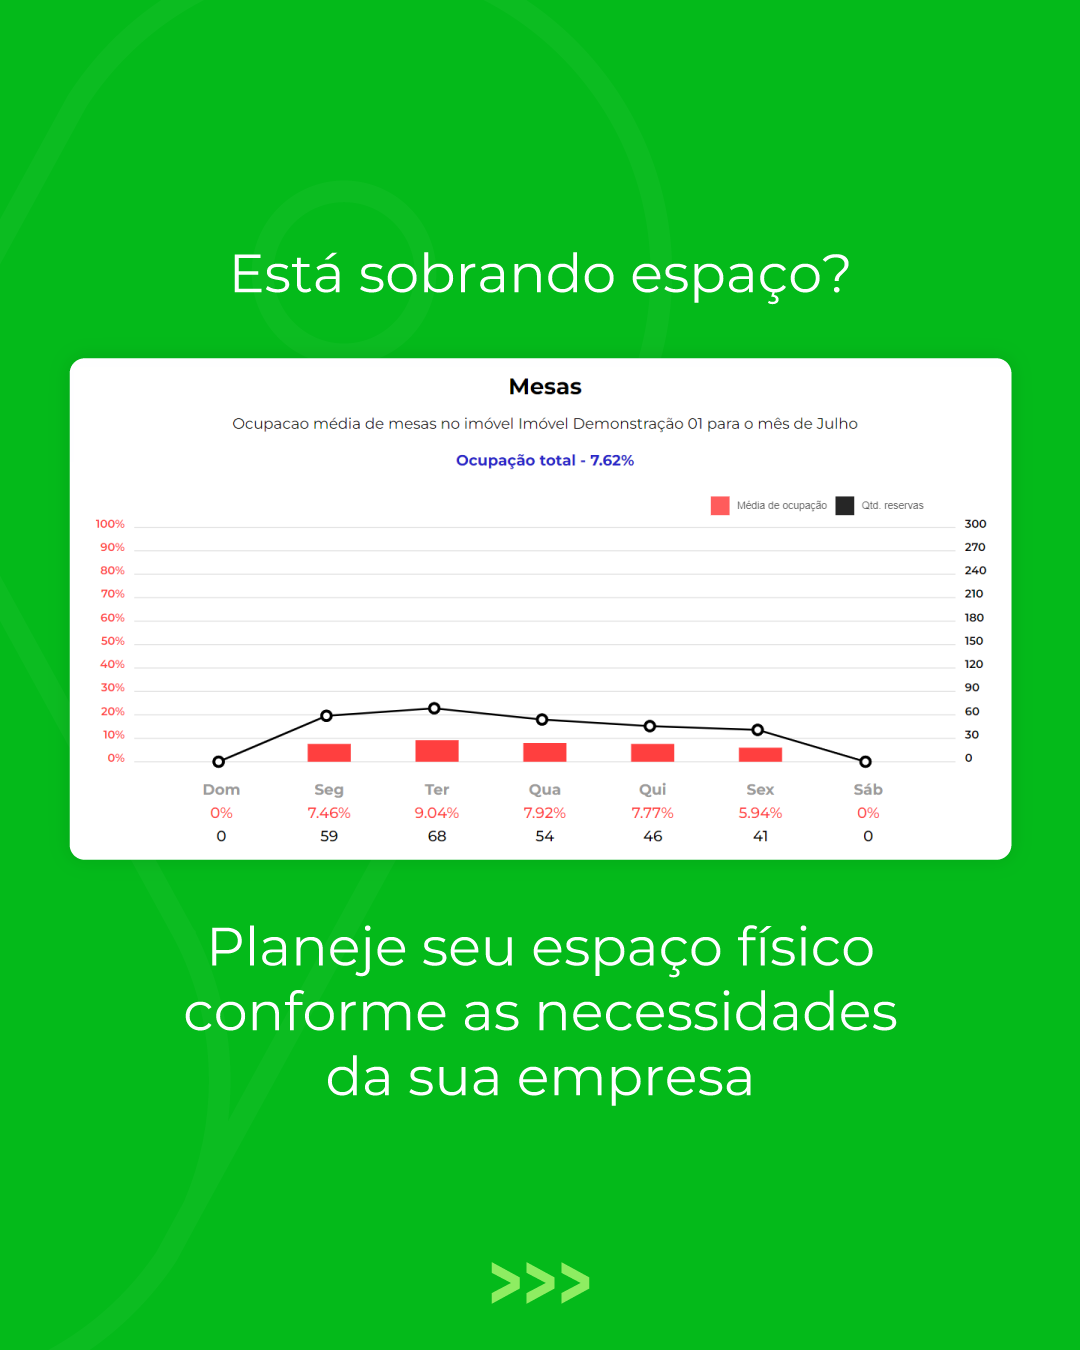 Está sobrando espaço?
Mesas
Ocupacao média de mesas no imóvel Imóvel Demonstração 01 para o mês de Julho
Ocupação total - 7.62%
Média de ocupação Qtd. reservas
100% 300
90% 270
80% 240
70% 210
60% 180
50% 150
40% 120
30% 90
20% 60
10% 30
0% 0
Dom Seg Ter Qua Qui Sex Sáb
0% 7.46% 9.04% 7.92% 7.77% 5.94% 0%
0 59 68 54 46 41 0
Planeje seu espaço físico
conforme as necessidades
da sua empresa
>>>